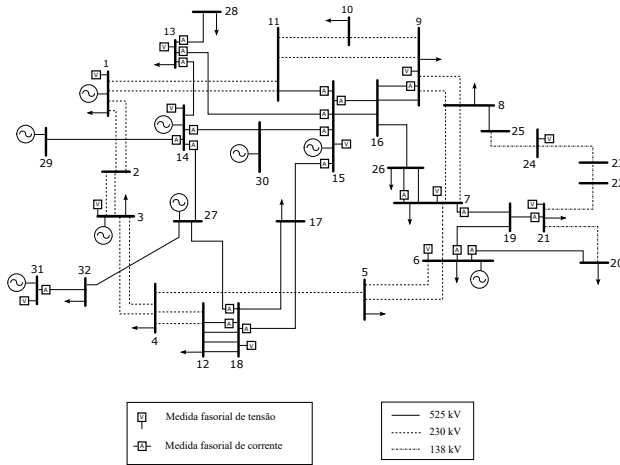 28
13
11
10
9
V
A
A
A
V
1
V
A
A
A
8
V
A
A
16
25
V
29
A
14
A
A
A
V
15
30
A
24
23
26
22
2
A
V
7
V
3
27
17
A
A
19
V
21
6
V
A
A
20
31
A
32
V
5
4
A
A
A
V
12
18
V Medida fasorial de tensão
A Medida fasorial de corrente
525 kV
230 kV
138 kV